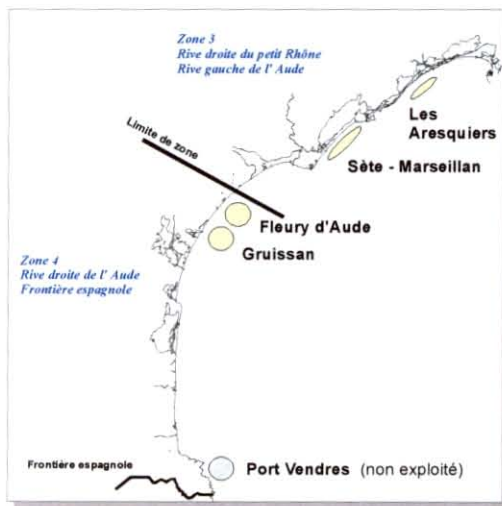 Zone 3
Rive droite du petit Rhône
Rive gauche de l' Aude
Limite de zone
Les
Aresquiers
Sète - Marseillan
Fleury d'Aude
Gruissan
Zone 4
Rive droite de l' Aude
Frontière espagnole
Frontière espagnole
Port Vendres (non exploité)